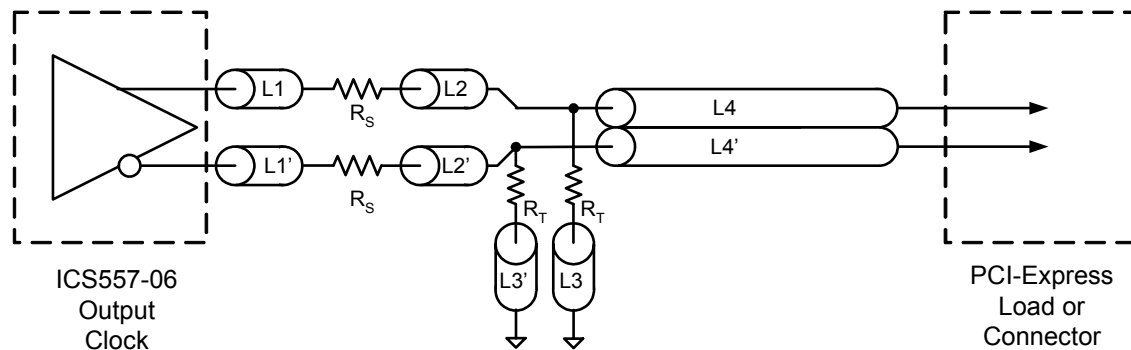 L1
R_S
L2
L4
L1'
R_S
L2'
L4'
R_T
R_T
L3'
L3
ICS557-06
Output
Clock
PCI-Express
Load or
Connector